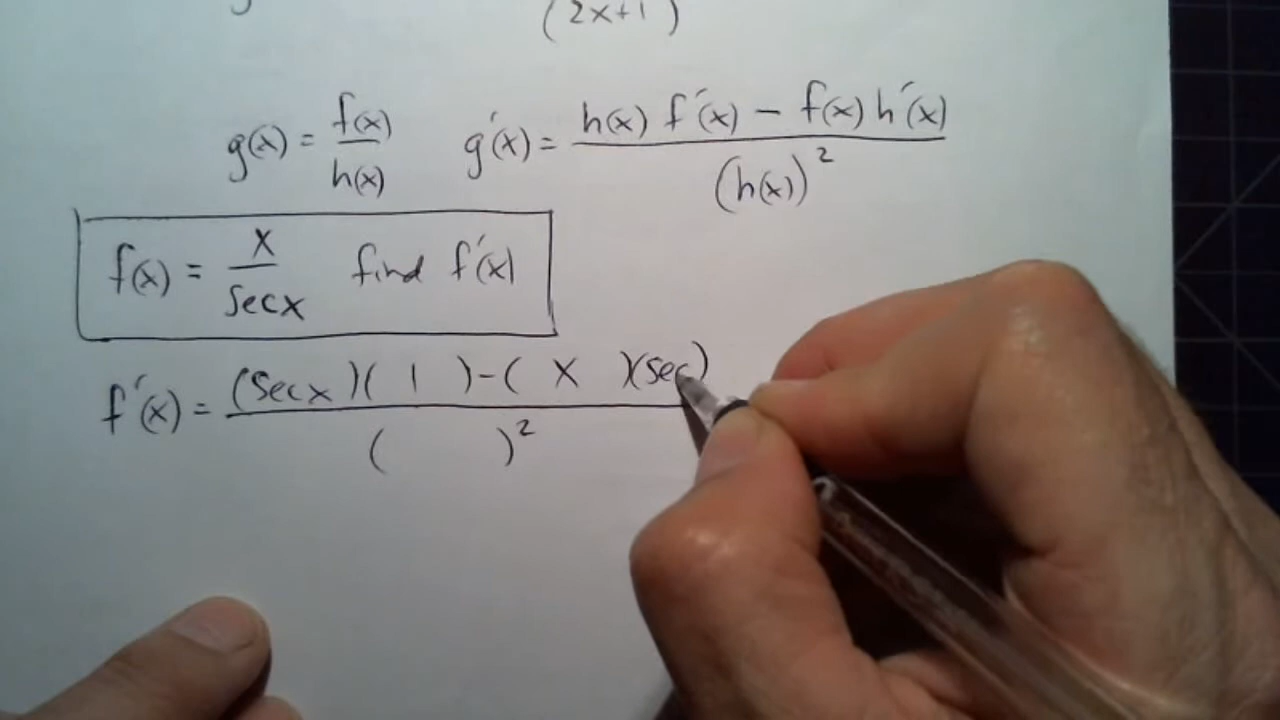 (2x+1)
g(x) = f(x)/h(x) g'(x) = h(x) f'(x) - f(x) h'(x)/(h(x))²
f(x) = x/secx find f'(x)
f'(x) = (secx)( 1 )-( x )(sec)/( )²